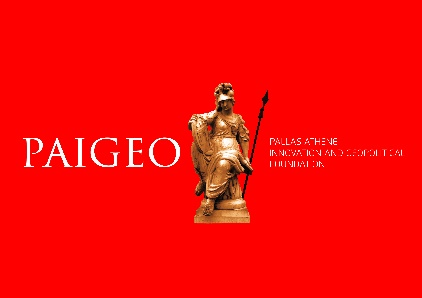 PAIGEO
PALLAS ATHENE
INNOVATION AND GEOPOLITICAL
FOUNDATION